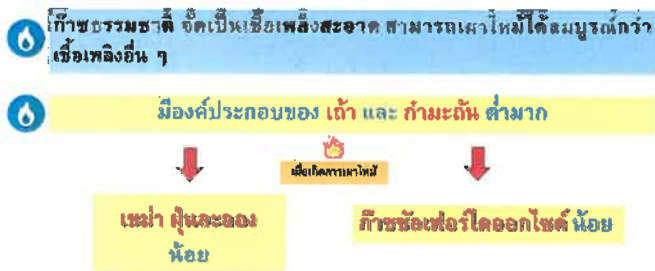 ก๊าซธรรมชาติ จัดเป็นเชื้อเพลิงสะอาด สามารถเผาไหม้ได้สมบูรณ์กว่า
เชื้อเพลิงอื่น ๆ
มีองค์ประกอบของ เถ้า และ กำมะถัน ต่ำมาก
เมื่อเกิดการเผาไหม้
เขม่า ฝุ่นละออง
น้อย
ก๊าซซัลเฟอร์ไดออกไซด์ น้อย